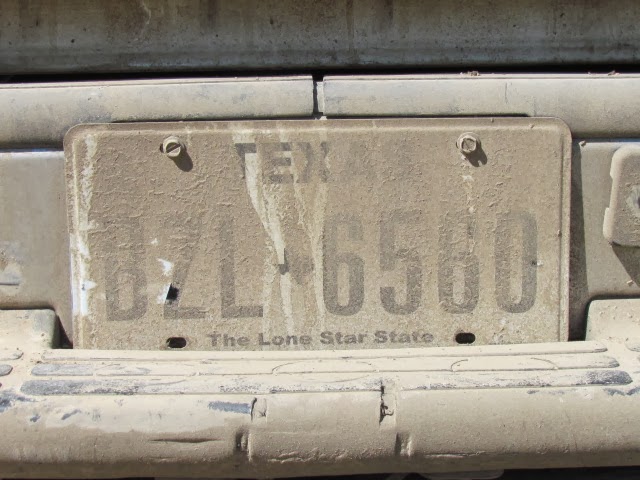 TEXAS
BZL 6580
The Lone Star State